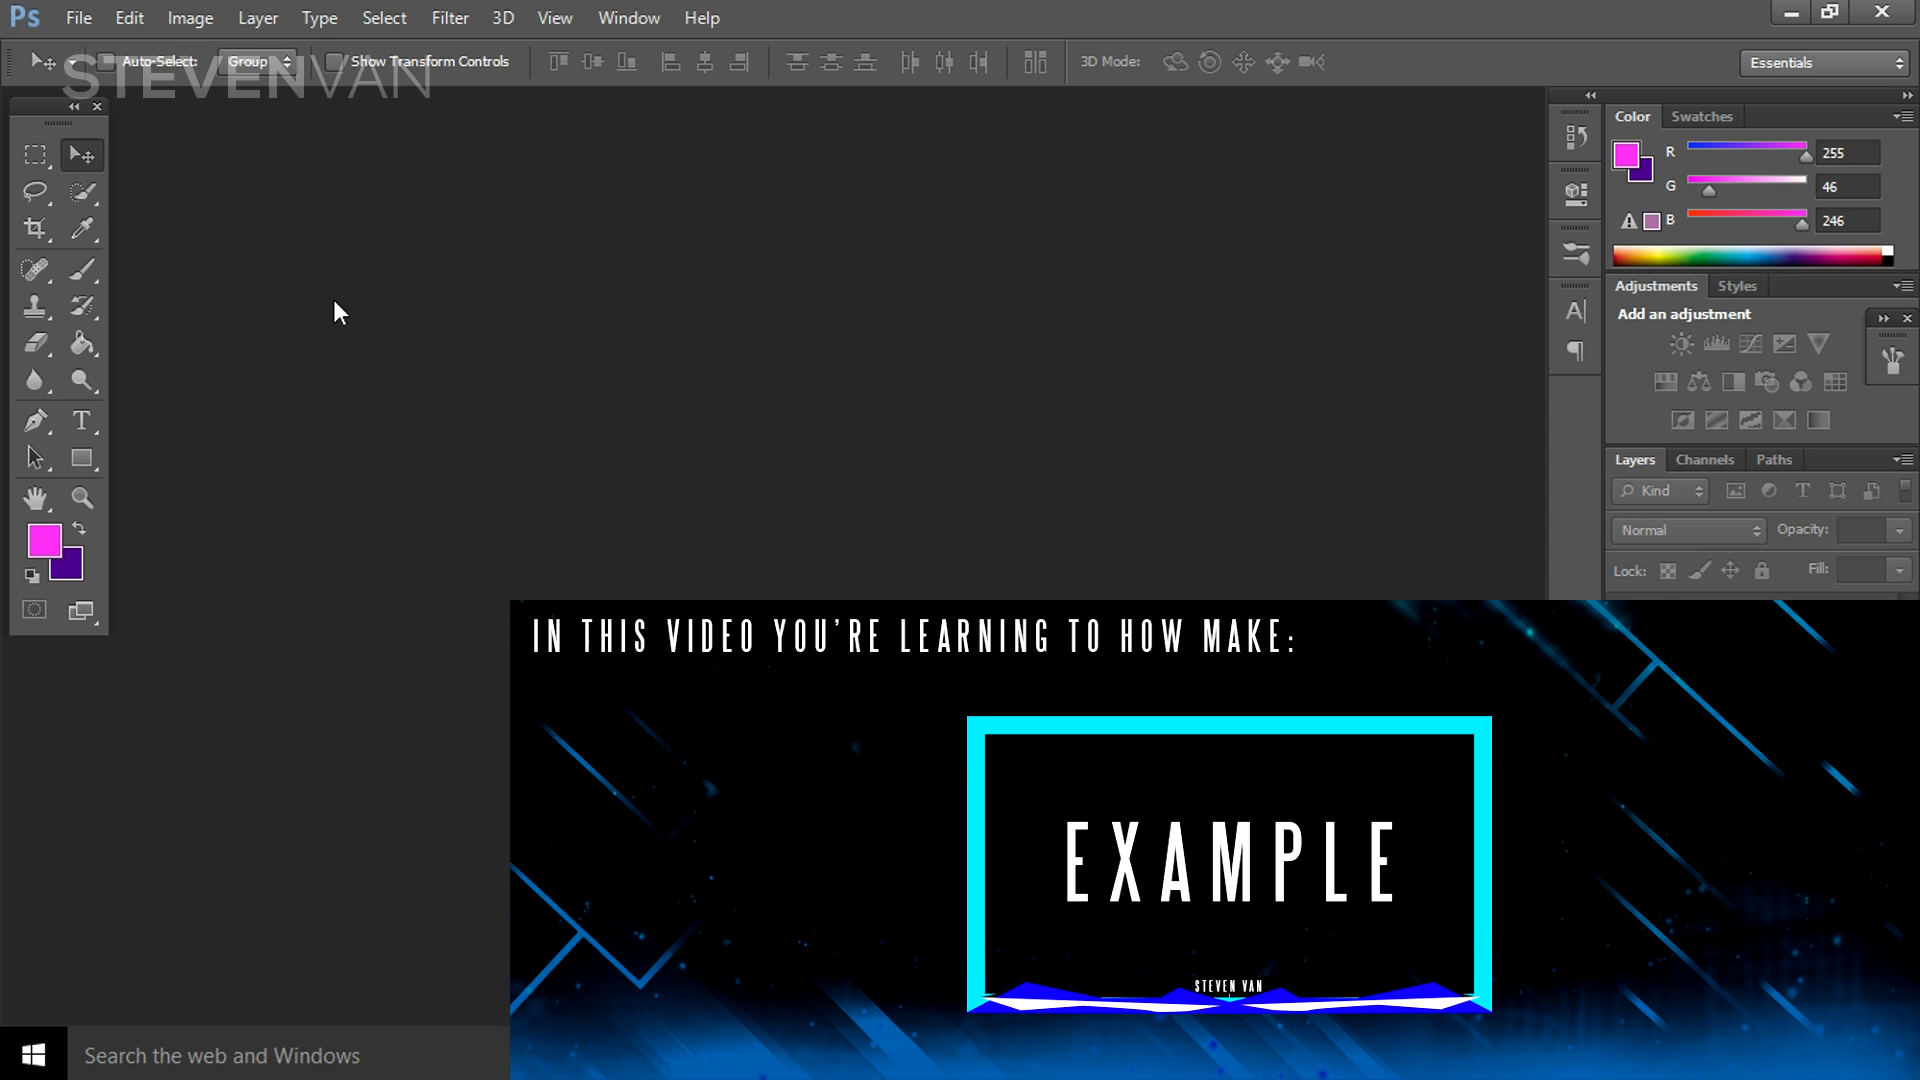 Ps File Edit Image Layer Type Select Filter 3D View Window Help
Auto-Select: Group Show Transform Controls 3D Mode: Essentials
STEVENVAN
Color Swatches
R 255
G 46
B 246
Adjustments Styles
Add an adjustment
Layers Channels Paths
Kind
Normal Opacity:
Lock: Fill:
IN THIS VIDEO YOU'RE LEARNING TO HOW MAKE:
EXAMPLE
STEVEN VAN
Search the web and Windows